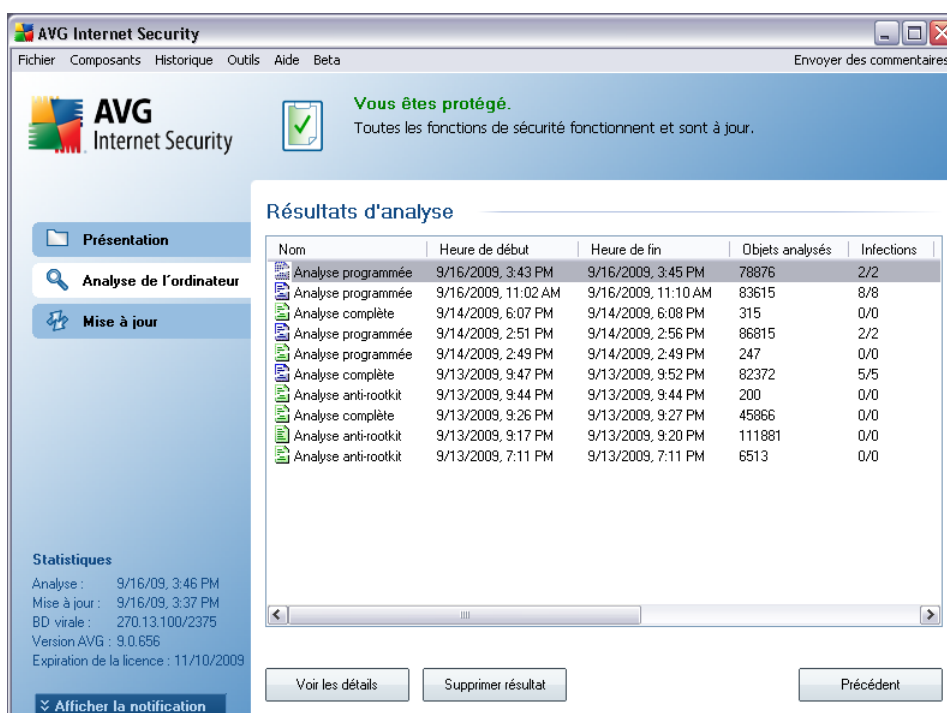 AVG Internet Security
Fichier Composants Historique Outils Aide Beta Envoyer des commentaires
AVG
Internet Security
Vous êtes protégé.
Toutes les fonctions de sécurité fonctionnent et sont à jour.
Présentation
Analyse de l'ordinateur
Mise à jour
Résultats d'analyse
Nom Heure de début Heure de fin Objets analysés Infections
Analyse programmée 9/16/2009, 3:43 PM 9/16/2009, 3:45 PM 78876 2/2
Analyse programmée 9/16/2009, 11:02 AM 9/16/2009, 11:10 AM 83615 8/8
Analyse complète 9/14/2009, 6:07 PM 9/14/2009, 6:08 PM 315 0/0
Analyse programmée 9/14/2009, 2:51 PM 9/14/2009, 2:56 PM 86815 2/2
Analyse programmée 9/14/2009, 2:49 PM 9/14/2009, 2:49 PM 247 0/0
Analyse complète 9/13/2009, 9:47 PM 9/13/2009, 9:52 PM 82372 5/5
Analyse anti-rootkit 9/13/2009, 9:44 PM 9/13/2009, 9:44 PM 200 0/0
Analyse complète 9/13/2009, 9:26 PM 9/13/2009, 9:27 PM 45866 0/0
Analyse anti-rootkit 9/13/2009, 9:17 PM 9/13/2009, 9:20 PM 111881 0/0
Analyse anti-rootkit 9/13/2009, 7:11 PM 9/13/2009, 7:11 PM 6513 0/0
Statistiques
Analyse : 9/16/09, 3:46 PM
Mise à jour : 9/16/09, 3:37 PM
BD virale : 270.13.100/2375
Version AVG : 9.0.656
Expiration de la licence : 11/10/2009
Afficher la notification
Voir les détails Supprimer résultat Précédent